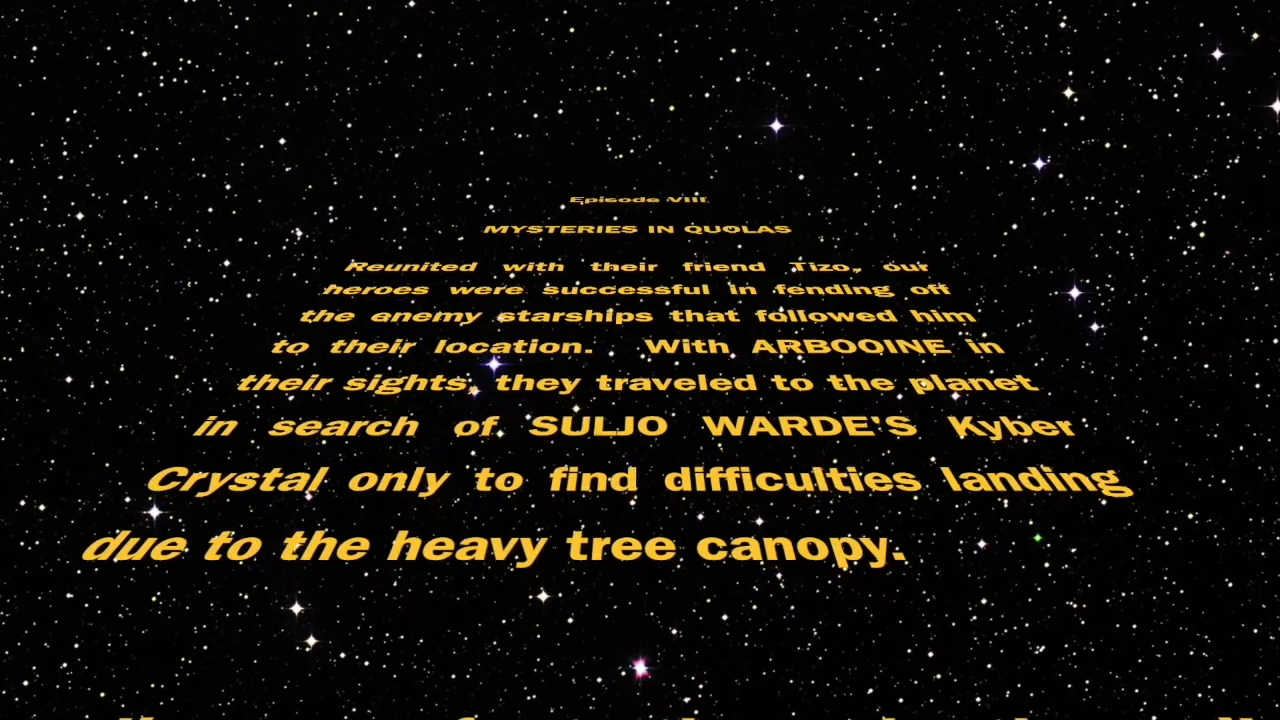 Episode VIII
MYSTERIES IN QUOLAS
Reunited with their friend Tizo, our
heroes were successful in fending off
the enemy starships that followed him
to their location. With ARBOOINE in
their sights, they traveled to the planet
in search of SULJO WARDE'S Kyber
Crystal only to find difficulties landing
due to the heavy tree canopy.